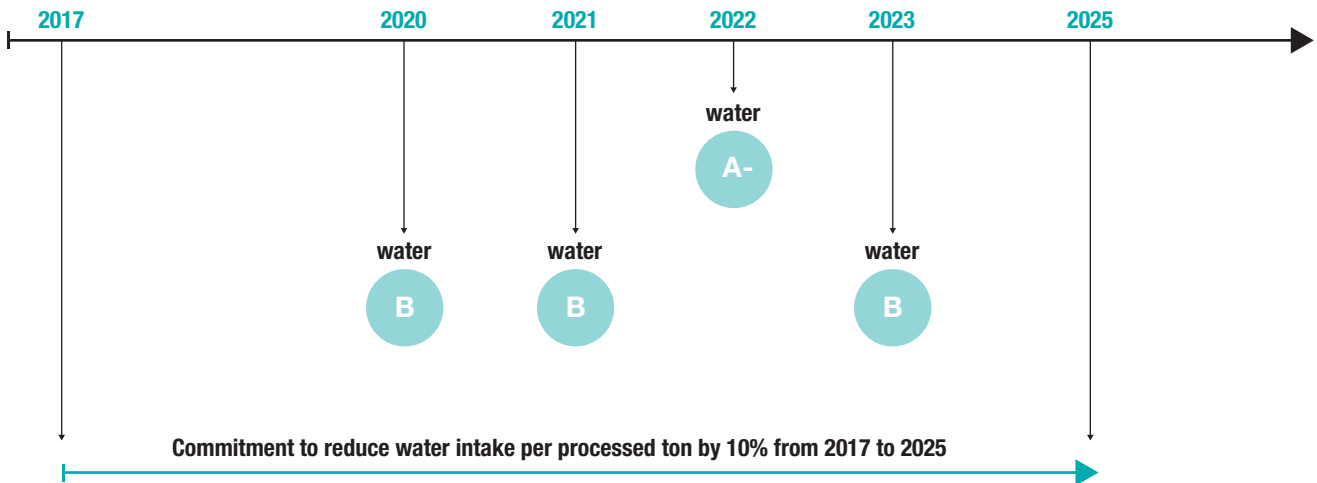 2017 2020 2021 2022 2023 2025
water
A-
water water water
B B B
Commitment to reduce water intake per processed ton by 10% from 2017 to 2025